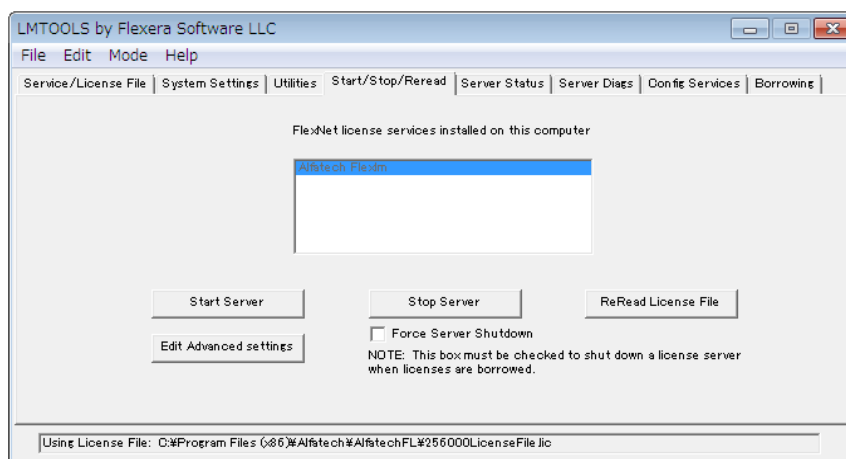 LMTOOLS by Flexera Software LLC
File Edit Mode Help
Service/License File System Settings Utilities Start/Stop/Reread Server Status Server Diags Config Services Borrowing
FlexNet license services installed on this computer
Alfatech Flexlm
Start Server Stop Server ReRead License File
Edit Advanced settings
Force Server Shutdown
NOTE: This box must be checked to shut down a license server
when licenses are borrowed.
Using License File: C:¥Program Files (x86)¥Alfatech¥AlfatechFL¥256000LicenseFile.lic